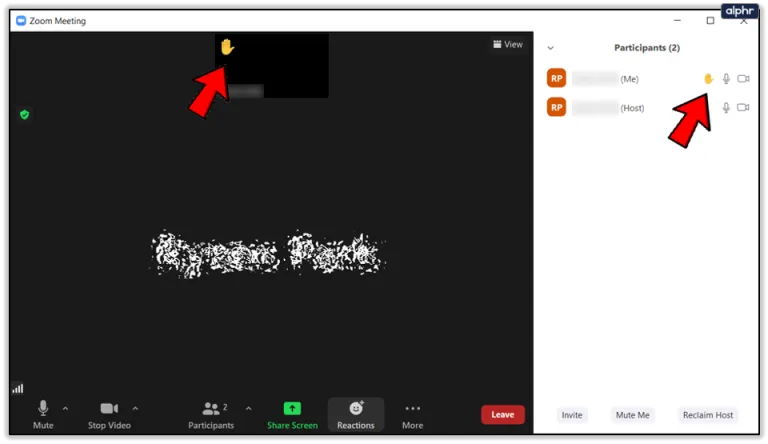 alphr
Zoom Meeting
View
Participants (2)
RP (Me)
RP (Host)
2
Mute
Stop Video
Participants
Share Screen
Reactions
More
Leave
Invite
Mute Me
Reclaim Host